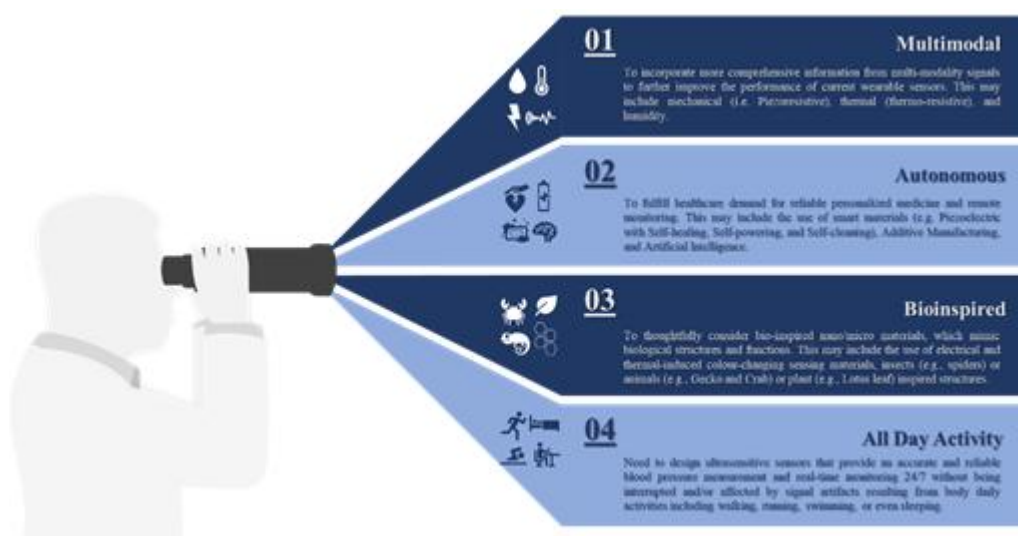 01
Multimodal
To incorporate more comprehensive information from multi-modality signals
to further improve the performance of current wearable sensors. This may
include mechanical (i.e. Piezoresistive), thermal (thermo-resistive), and
humidity.
02
Autonomous
To fulfill healthcare demand for reliable personalized medicine and remote
monitoring. This may include the use of smart materials (e.g. Piezoelectric
with Self-healing, Self-powering, and Self-cleaning), Additive Manufacturing,
and Artificial Intelligence.
03
Bioinspired
To thoughtfully consider bio-inspired nano/micro materials, which mimic
biological structures and functions. This may include the use of electrical and
thermal-induced colour-changing sensing materials, insects (e.g., spiders) or
animals (e.g., Gecko and Crab) or plant (e.g., Lotus leaf) inspired structures.
04
All Day Activity
Need to design ultrasensitive sensors that provide an accurate and reliable
blood pressure measurement and real-time monitoring 24/7 without being
interrupted and/or affected by signal artifacts resulting from body daily
activities including walking, running, swimming, or even sleeping.